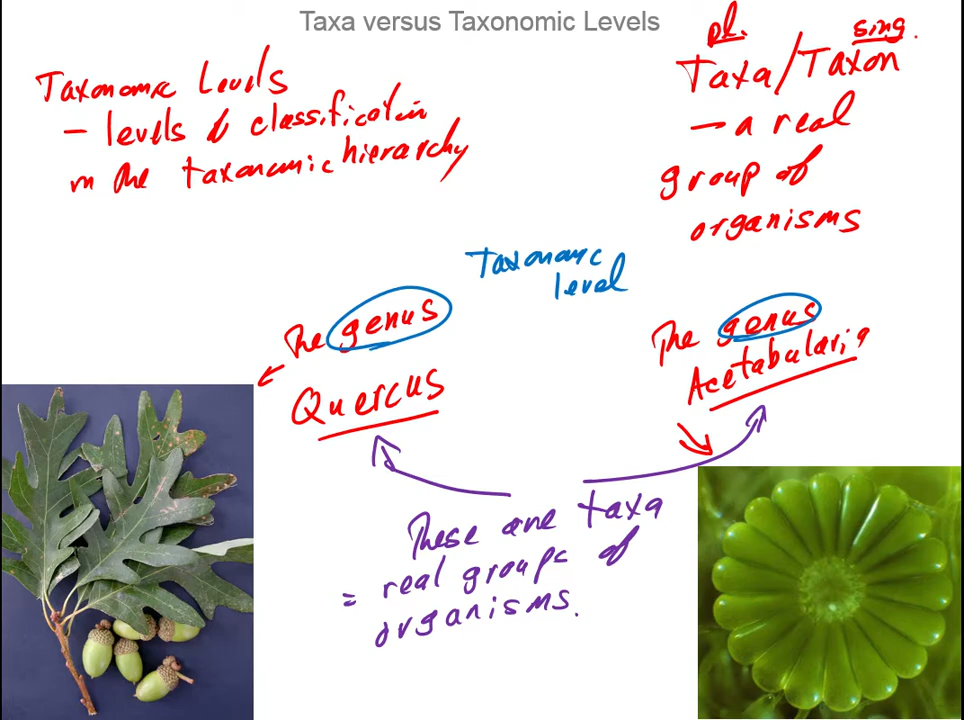 Taxa versus Taxonomic Levels
Taxonomic Levels
- levels of classification
in the taxonomic hierarchy
pl. sing.
Taxa/Taxon
- a real
group of
organisms
Taxonomic
level
The genus
Quercus
The genus
Acetabularia
These are taxa
= real groups of
organisms.